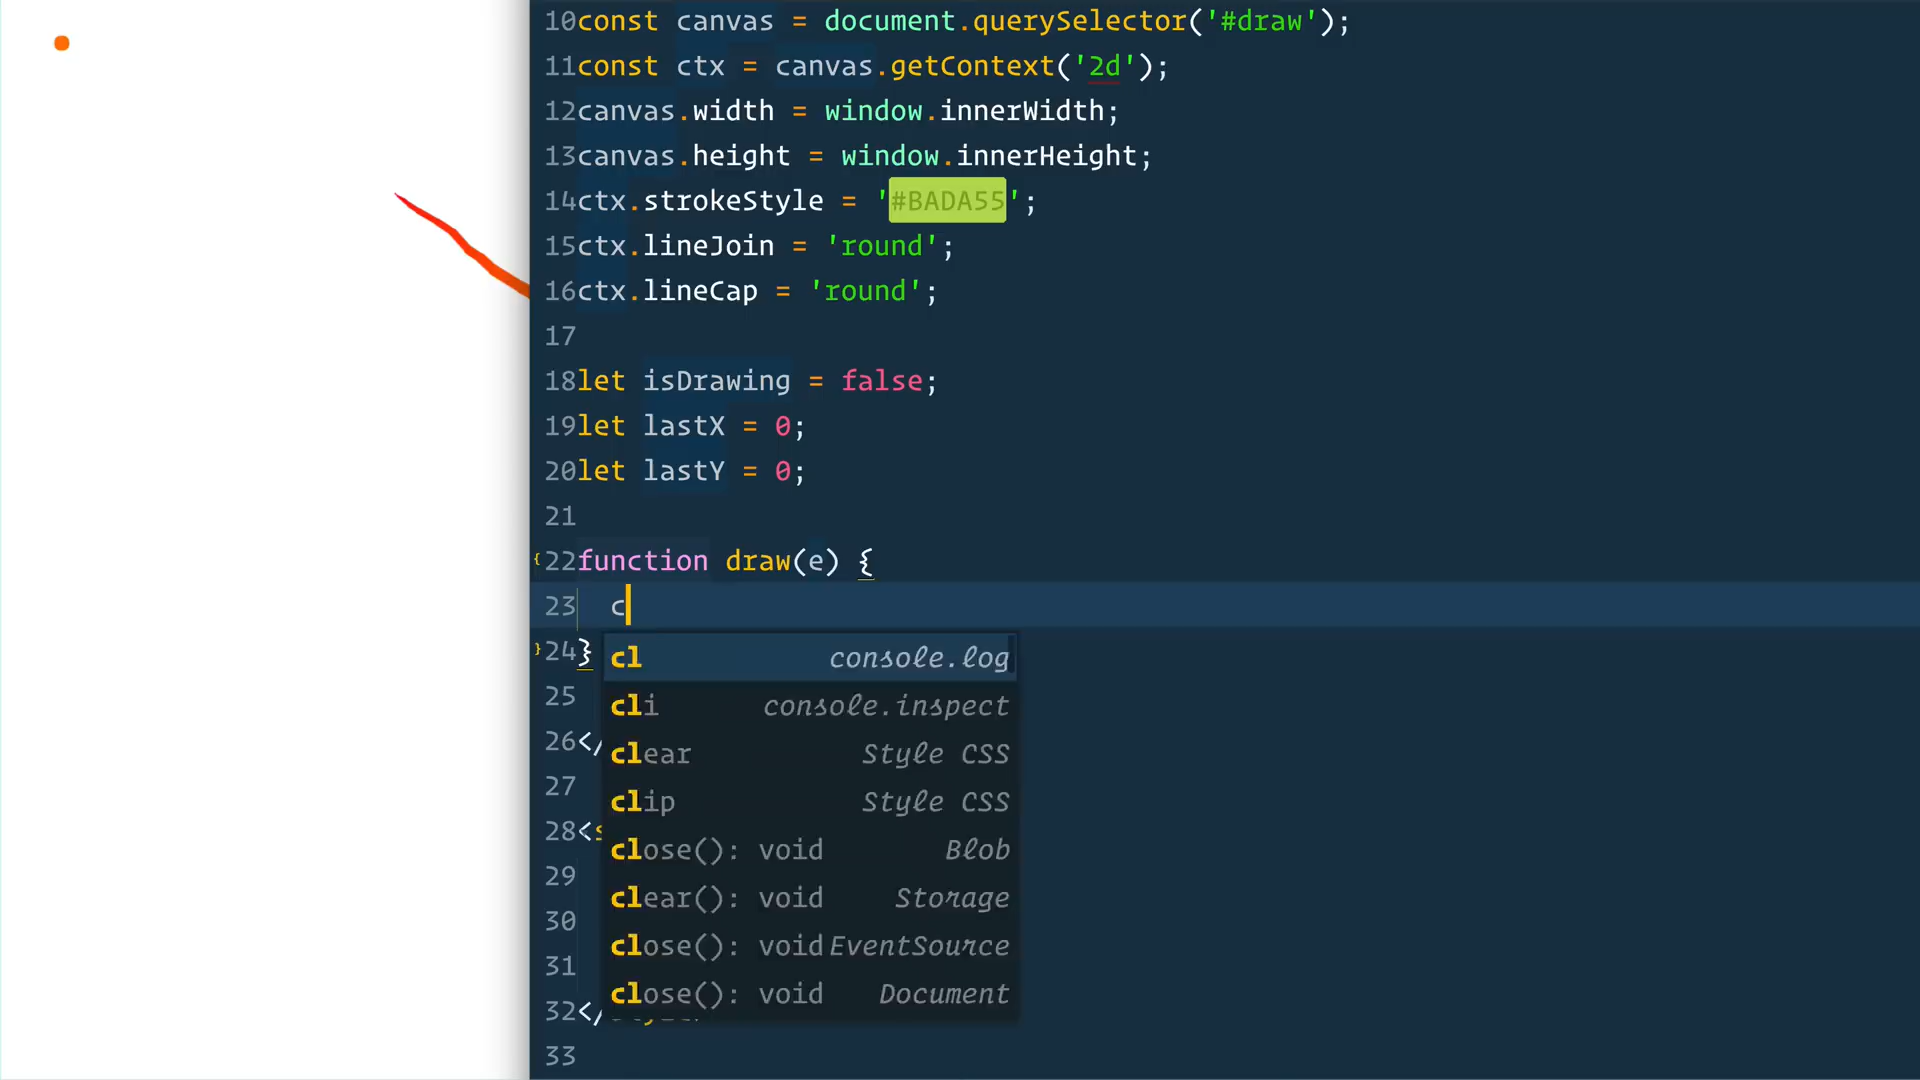 10const canvas = document.querySelector('#draw');
11const ctx = canvas.getContext('2d');
12canvas.width = window.innerWidth;
13canvas.height = window.innerHeight;
14ctx.strokeStyle = '#BADA55';
15ctx.lineJoin = 'round';
16ctx.lineCap = 'round';
17
18let isDrawing = false;
19let lastX = 0;
20let lastY = 0;
21
{22function draw(e) {
23 c
}24}
cl console.log
25
cli console.inspect
26</
clear Style CSS
27
clip Style CSS
28<s
close(): void Blob
29
clear(): void Storage
30
close(): void EventSource
31
close(): void Document
32</
33